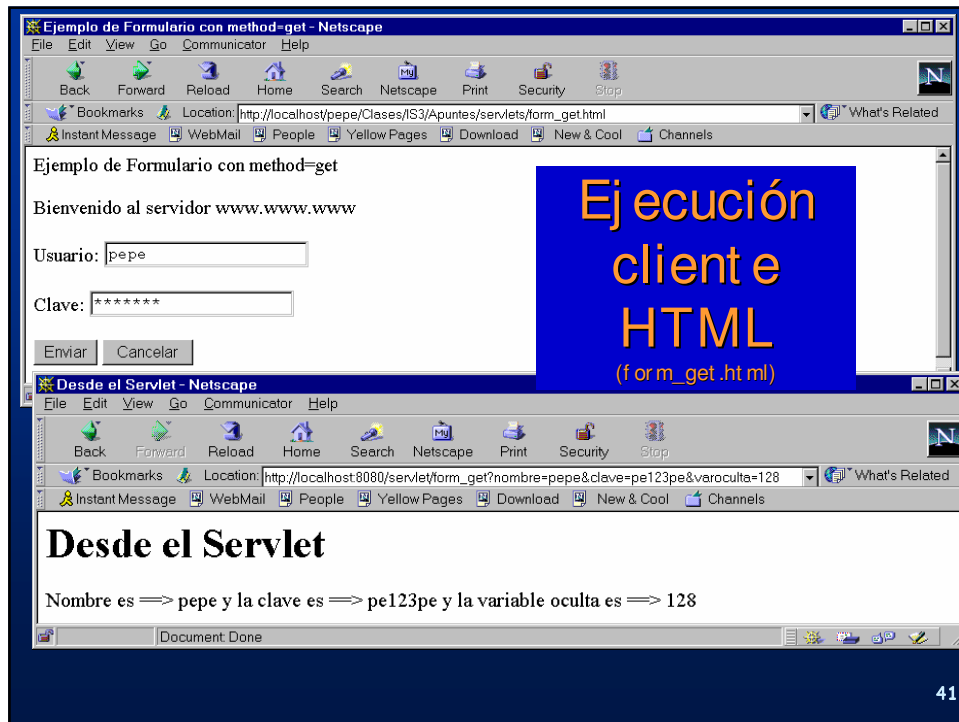 Ejemplo de Formulario con method=get - Netscape
File Edit View Go Communicator Help
Back Forward Reload Home Search Netscape Print Security Stop
My
N
Bookmarks Location: http://localhost/pepe/Clases/IS3/Apuntes/servlets/form_get.html What's Related
Instant Message WebMail People Yellow Pages Download New & Cool Channels
Ejemplo de Formulario con method=get
Bienvenido al servidor www.www.www
Usuario: pepe
Clave: *******
Enviar Cancelar
Ejecución
cliente
HTML
(form_get.html)
Desde el Servlet - Netscape
File Edit View Go Communicator Help
Back Forward Reload Home Search Netscape Print Security Stop
My
N
Bookmarks Location: http://localhost:8080/servlet/form_get?nombre=pepe&clave=pe123pe&varoculta=128 What's Related
Instant Message WebMail People Yellow Pages Download New & Cool Channels
Desde el Servlet
Nombre es ==> pepe y la clave es ==> pe123pe y la variable oculta es ==> 128
Document: Done
41